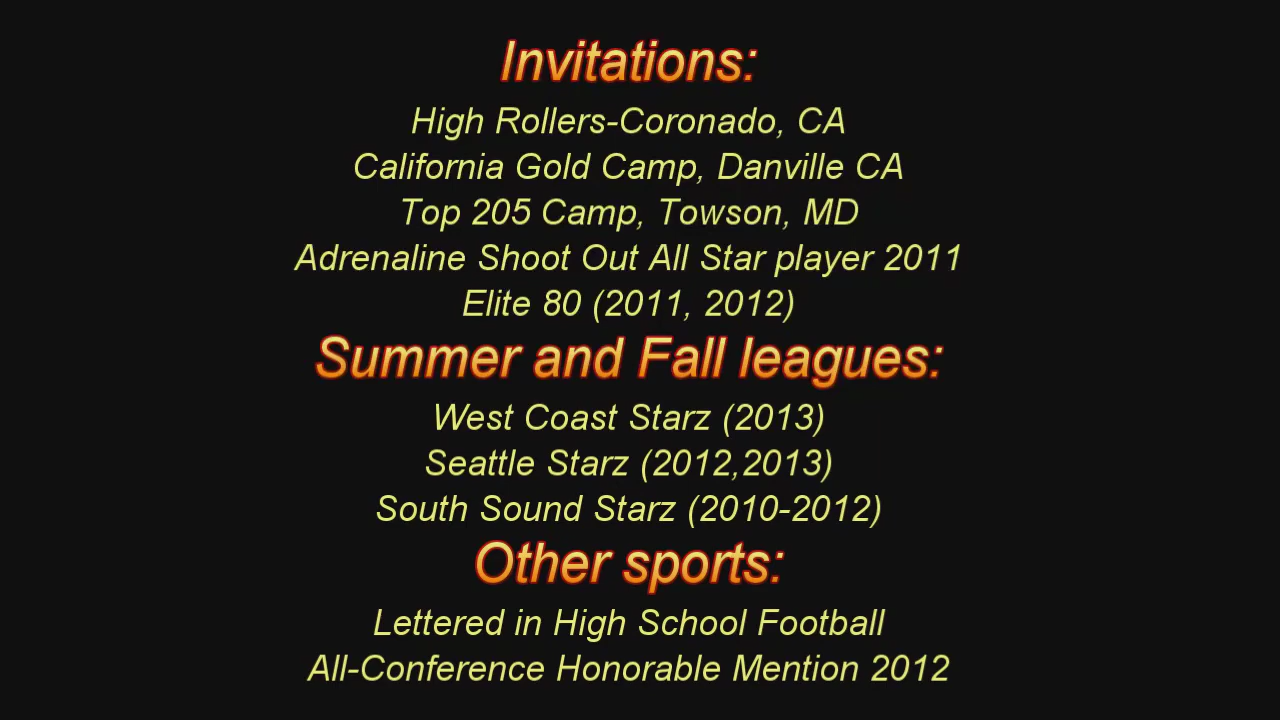 Invitations:
High Rollers-Coronado, CA
California Gold Camp, Danville CA
Top 205 Camp, Towson, MD
Adrenaline Shoot Out All Star player 2011
Elite 80 (2011, 2012)
Summer and Fall leagues:
West Coast Starz (2013)
Seattle Starz (2012,2013)
South Sound Starz (2010-2012)
Other sports:
Lettered in High School Football
All-Conference Honorable Mention 2012